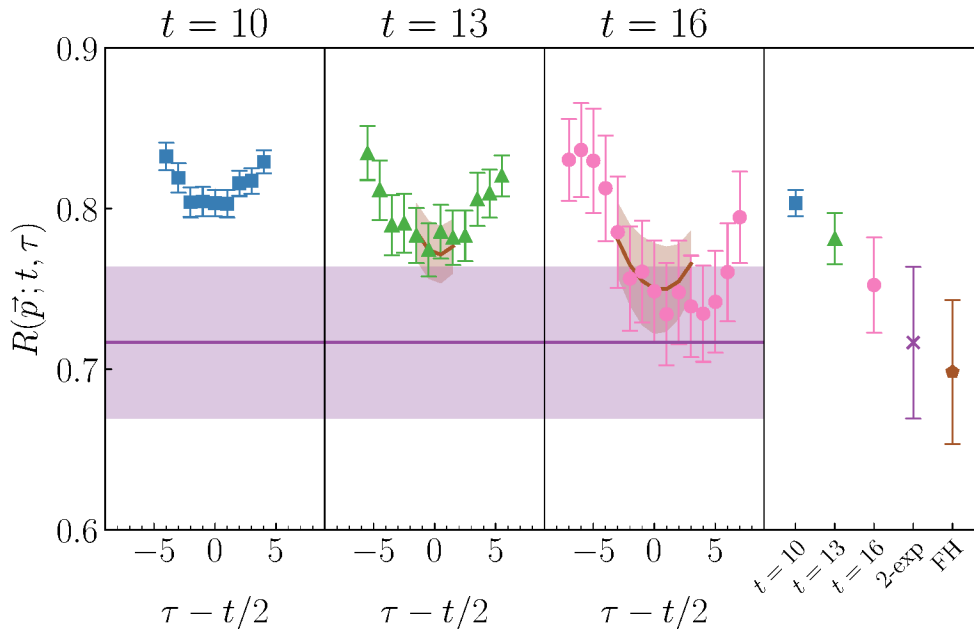 t = 10 t = 13 t = 16
R(p⃗; t, τ)
0.9
0.8
0.7
0.6
−5 0 5 −5 0 5 −5 0 5
t = 10 t = 13 t = 16 2-exp FH
τ − t/2 τ − t/2 τ − t/2